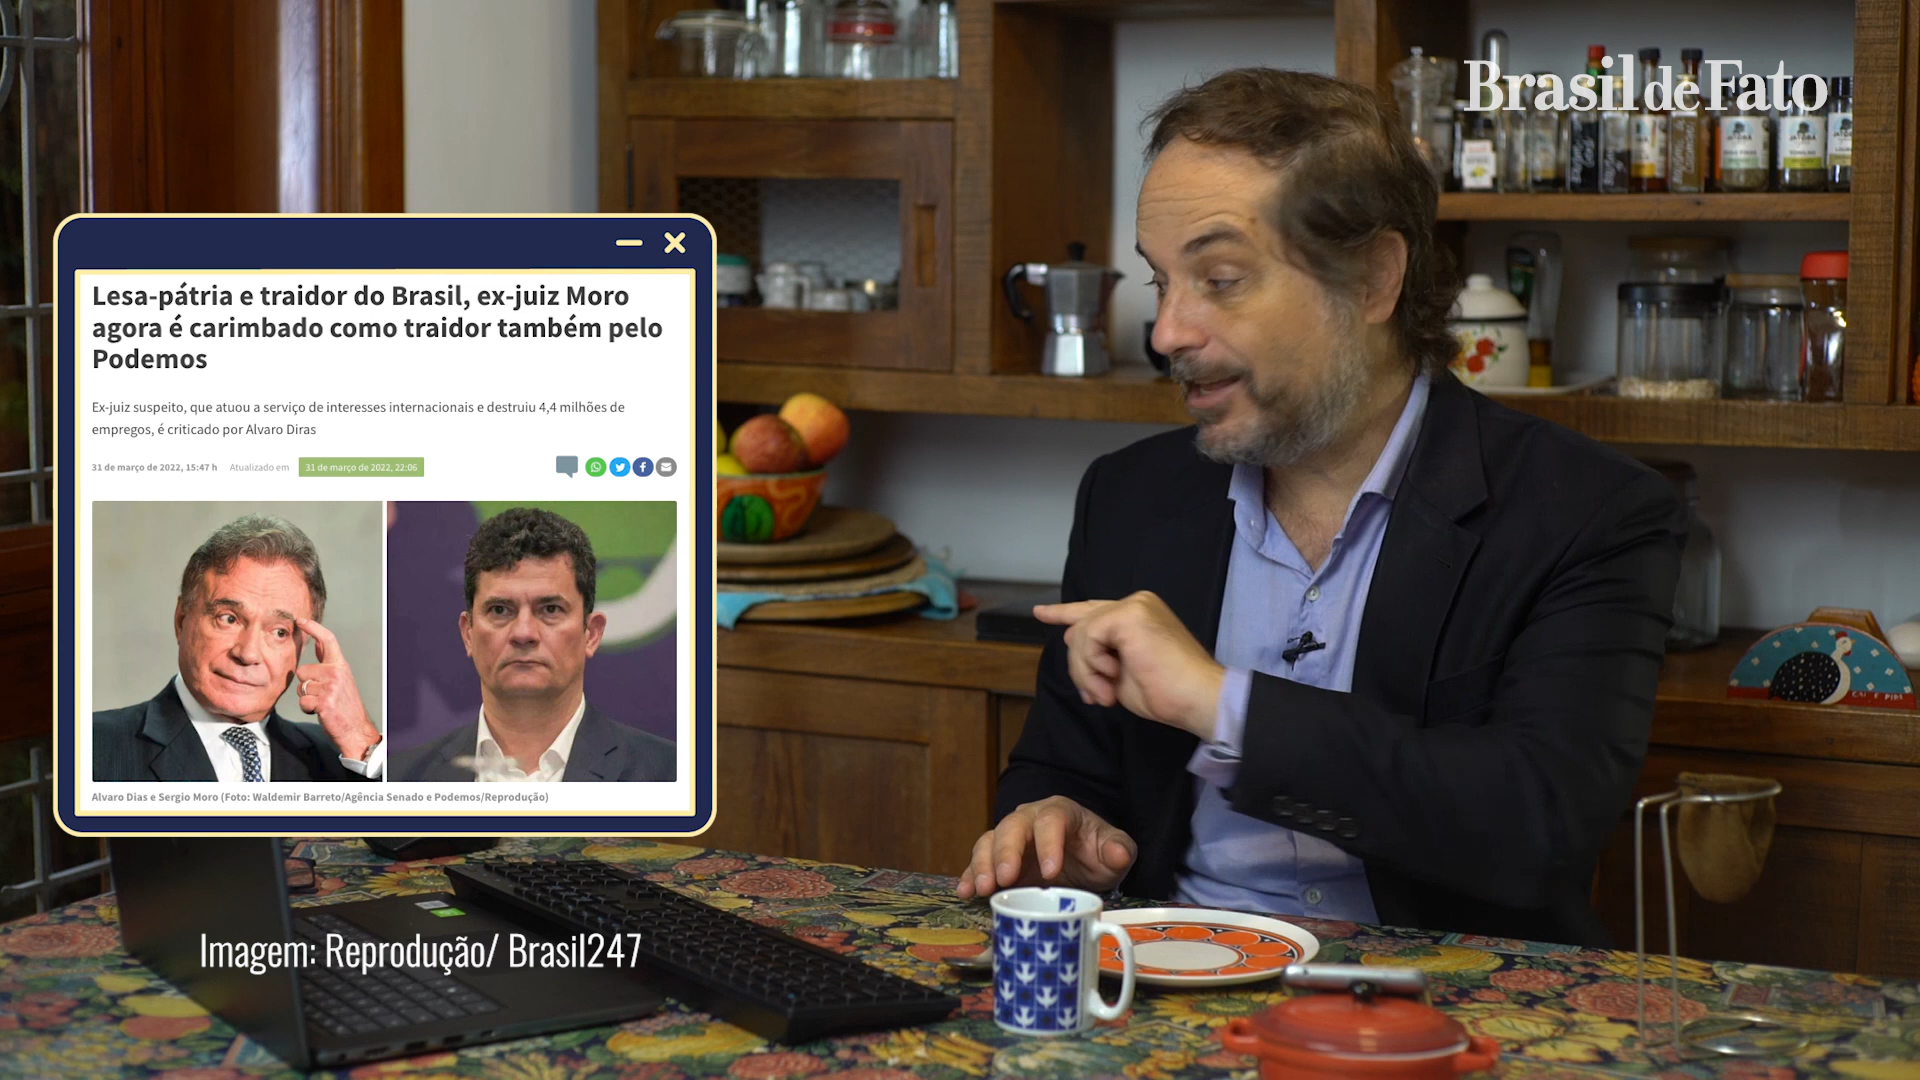 Brasil de Fato
Lesa-pátria e traidor do Brasil, ex-juiz Moro
agora é carimbado como traidor também pelo
Podemos
Ex-juiz suspeito, que atuou a serviço de interesses internacionais e destruiu 4,4 milhões de
empregos, é criticado por Alvaro Diras
31 de março de 2022, 15:47 h Atualizado em 31 de março de 2022, 22:06
Alvaro Dias e Sergio Moro (Foto: Waldemir Barreto/Agência Senado e Podemos/Reprodução)
Imagem: Reprodução/ Brasil247